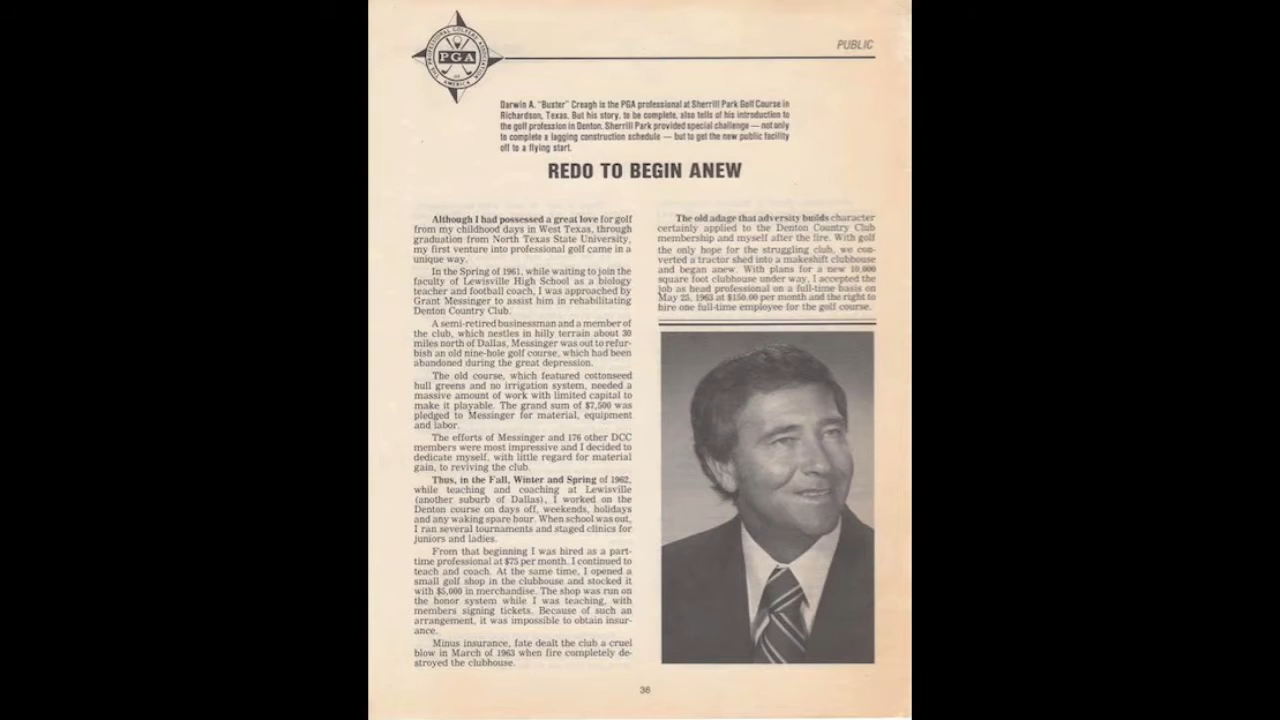 THE PROFESSIONAL GOLFERS ASSOCIATION
PGA
OF
AMERICA
PUBLIC
Darwin A. "Buster" Creagh is the PGA professional at Sherrill Park Golf Course in
Richardson, Texas. But his story, to be complete, also tells of his introduction to
the golf profession in Denton. Sherrill Park provided special challenge — not only
to complete a lagging construction schedule — but to get the new public facility
off to a flying start.
REDO TO BEGIN ANEW
Although I had possessed a great love for golf
from my childhood days in West Texas, through
graduation from North Texas State University,
my first venture into professional golf came in a
unique way.
In the Spring of 1961, while waiting to join the
faculty of Lewisville High School as a biology
teacher and football coach, I was approached by
Grant Messinger to assist him in rehabilitating
Denton Country Club.
A semi-retired businessman and a member of
the club, which nestles in hilly terrain about 30
miles north of Dallas, Messinger was out to refur-
bish an old nine-hole golf course, which had been
abandoned during the great depression.
The old course, which featured cottonseed
hull greens and no irrigation system, needed a
massive amount of work with limited capital to
make it playable. The grand sum of $7,500 was
pledged to Messinger for material, equipment
and labor.
The efforts of Messinger and 176 other DCC
members were most impressive and I decided to
dedicate myself, with little regard for material
gain, to reviving the club.
Thus, in the Fall, Winter and Spring of 1962,
while teaching and coaching at Lewisville
(another suburb of Dallas), I worked on the
Denton course on days off, weekends, holidays
and any waking spare hour. When school was out,
I ran several tournaments and staged clinics for
juniors and ladies.
From that beginning I was hired as a part-
time professional at $75 per month. I continued to
teach and coach. At the same time, I opened a
small golf shop in the clubhouse and stocked it
with $5,000 in merchandise. The shop was run on
the honor system while I was teaching, with
members signing tickets. Because of such an
arrangement, it was impossible to obtain insur-
ance.
Minus insurance, fate dealt the club a cruel
blow in March of 1963 when fire completely de-
stroyed the clubhouse.
The old adage that adversity builds character
certainly applied to the Denton Country Club
membership and myself after the fire. With golf
the only hope for the struggling club, we con-
verted a tractor shed into a makeshift clubhouse
and began anew. With plans for a new 10,000
square foot clubhouse under way, I accepted the
job as head professional on a full-time basis on
May 23, 1963 at $150.00 per month and the right to
hire one full-time employee for the golf course.
36